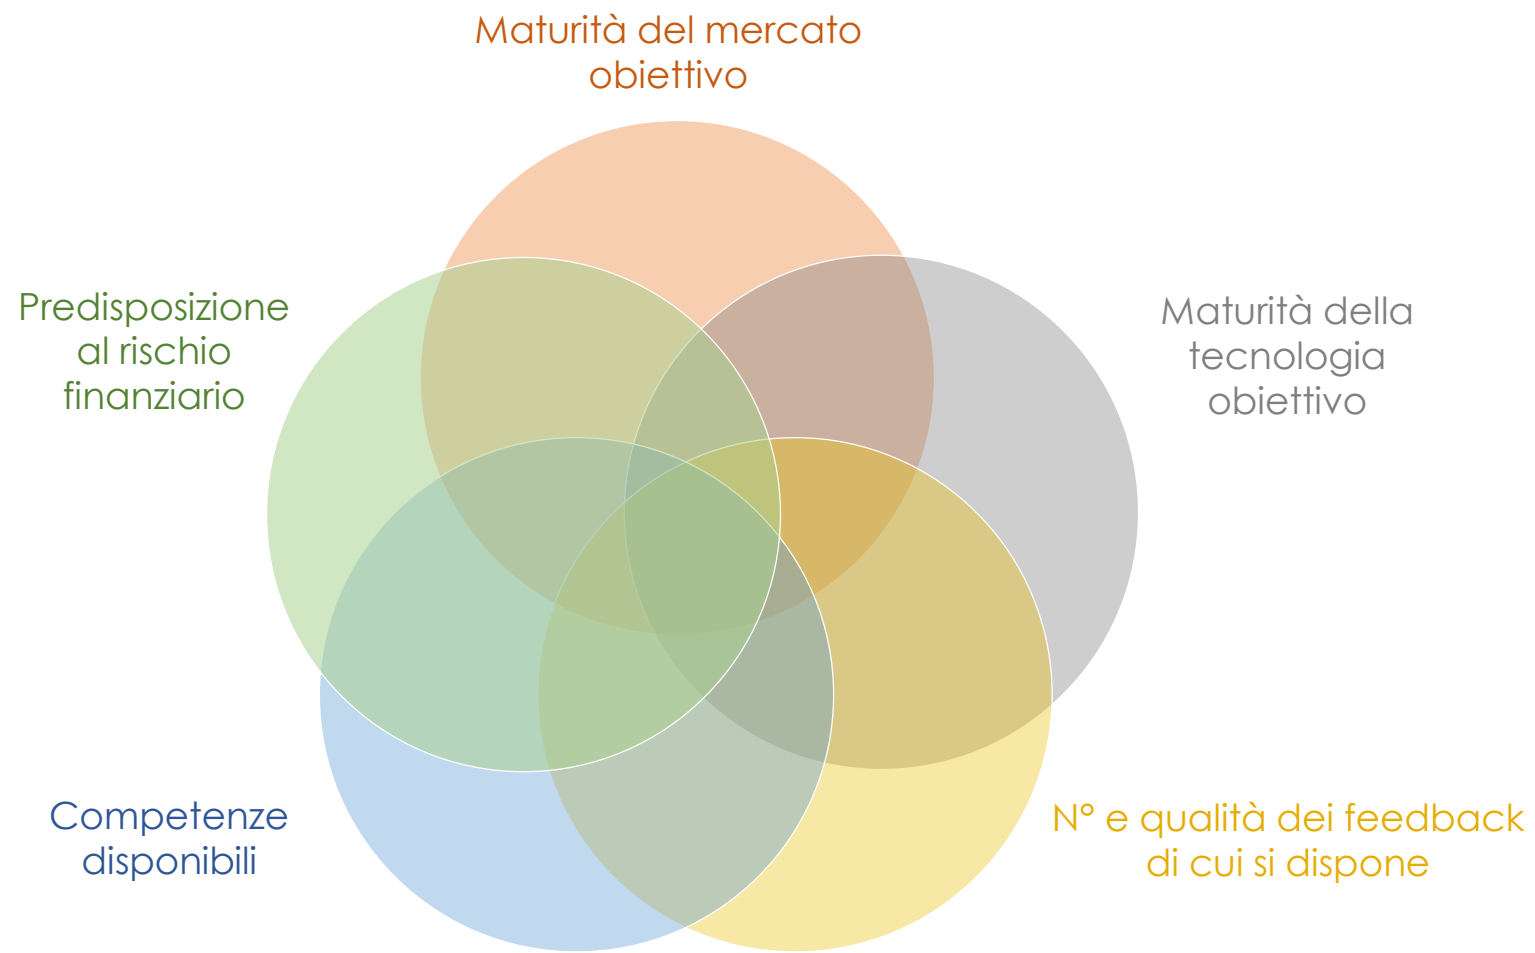 Maturità del mercato
obiettivo
Predisposizione
al rischio
finanziario
Maturità della
tecnologia
obiettivo
Competenze
disponibili
N° e qualità dei feedback
di cui si dispone